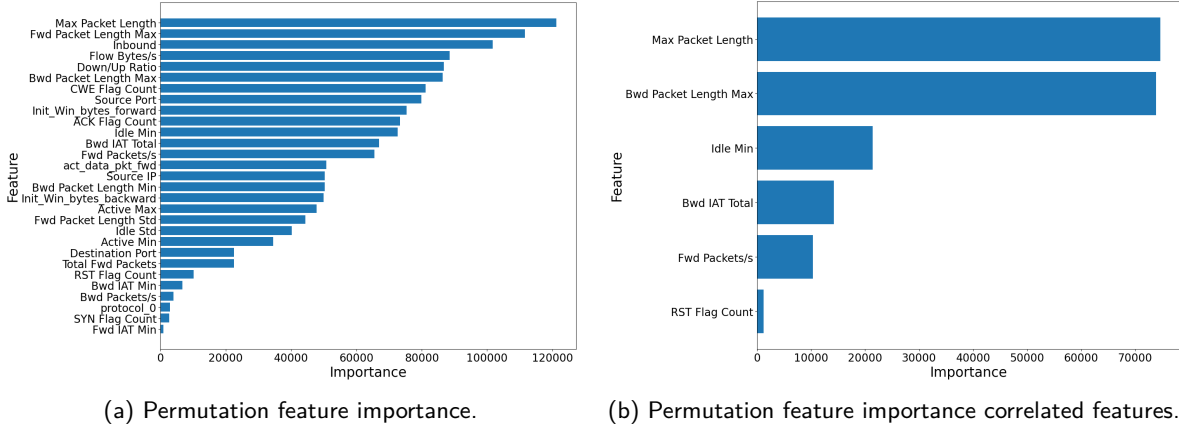 Max Packet Length
Fwd Packet Length Max
Inbound
Flow Bytes/s
Down/Up Ratio
Bwd Packet Length Max
CWE Flag Count
Source Port
Init_Win_bytes_forward
ACK Flag Count
Idle Min
Bwd IAT Total
Fwd Packets/s
act_data_pkt_fwd
Source IP
Bwd Packet Length Min
Init_Win_bytes_backward
Active Max
Fwd Packet Length Std
Idle Std
Active Min
Destination Port
Total Fwd Packets
RST Flag Count
Bwd IAT Min
Bwd Packets/s
protocol_0
SYN Flag Count
Fwd IAT Min
Feature
0 20000 40000 60000 80000 100000 120000
Importance
(a) Permutation feature importance.
Max Packet Length
Bwd Packet Length Max
Idle Min
Bwd IAT Total
Fwd Packets/s
RST Flag Count
Feature
0 10000 20000 30000 40000 50000 60000 70000
Importance
(b) Permutation feature importance correlated features.